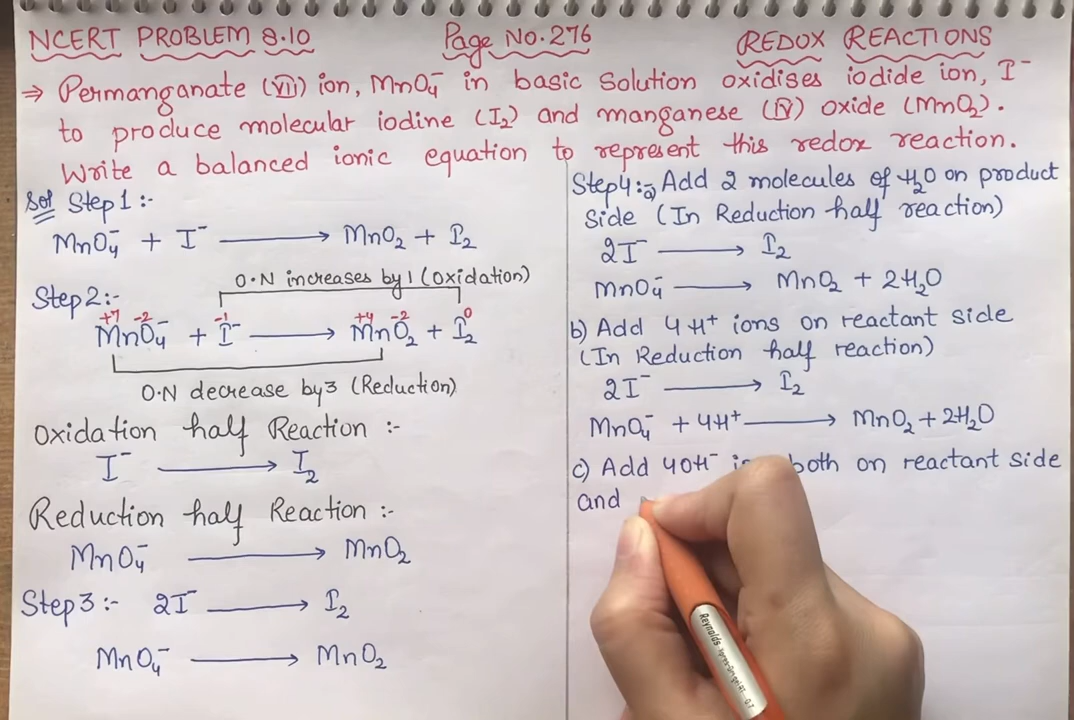 NCERT PROBLEM 8.10 Page No. 276 REDOX REACTIONS
⇒ Permanganate (VII) ion, MnO₄⁻ in basic solution oxidises iodide ion, I⁻
to produce molecular iodine (I₂) and manganese (IV) oxide (MnO₂).
Write a balanced ionic equation to represent this redox reaction.
Sol Step 1 :-
MnO₄⁻ + I⁻ ⟶ MnO₂ + I₂
O.N increases by 1 (Oxidation)
Step 2 :-
+7 -2 -1 +4 -2 0
MnO₄⁻ + I⁻ ⟶ MnO₂ + I₂
O.N decrease by 3 (Reduction)
Oxidation half Reaction :-
I⁻ ⟶ I₂
Reduction half Reaction :-
MnO₄⁻ ⟶ MnO₂
Step 3 :- 2I⁻ ⟶ I₂
MnO₄⁻ ⟶ MnO₂
Step 4 :- a) Add 2 molecules of H₂O on product
side (In Reduction half reaction)
2I⁻ ⟶ I₂
MnO₄⁻ ⟶ MnO₂ + 2H₂O
b) Add 4H⁺ ions on reactant side
(In Reduction half reaction)
2I⁻ ⟶ I₂
MnO₄⁻ + 4H⁺ ⟶ MnO₂ + 2H₂O
c) Add 4OH⁻ both on reactant side
and
Reynolds